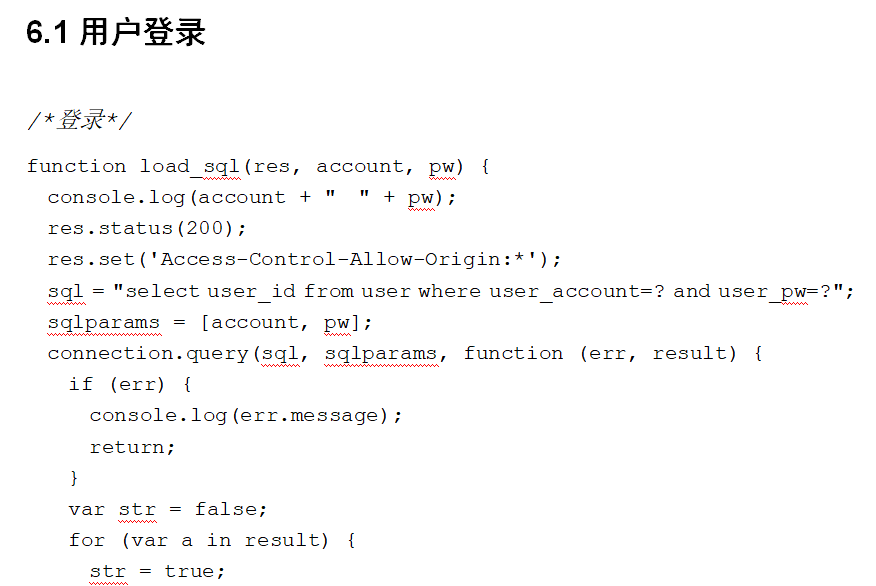 6.1 用户登录
/*登录*/
function load_sql(res, account, pw) {
console.log(account + "  " + pw);
res.status(200);
res.set('Access-Control-Allow-Origin:*');
sql = "select user_id from user where user_account=? and user_pw=?";
sqlparams = [account, pw];
connection.query(sql, sqlparams, function (err, result) {
if (err) {
console.log(err.message);
return;
}
var str = false;
for (var a in result) {
str = true;